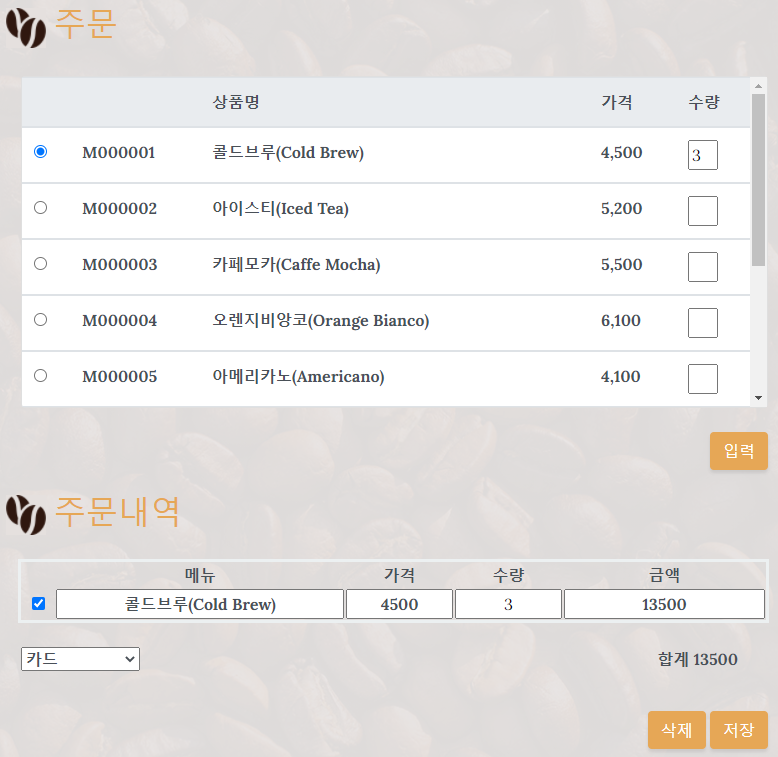 주문
상품명 가격 수량
M000001 콜드브루(Cold Brew) 4,500 3
M000002 아이스티(Iced Tea) 5,200
M000003 카페모카(Caffe Mocha) 5,500
M000004 오렌지비앙코(Orange Bianco) 6,100
M000005 아메리카노(Americano) 4,100
입력
주문내역
메뉴 가격 수량 금액
콜드브루(Cold Brew) 4500 3 13500
카드 합계 13500
삭제 저장